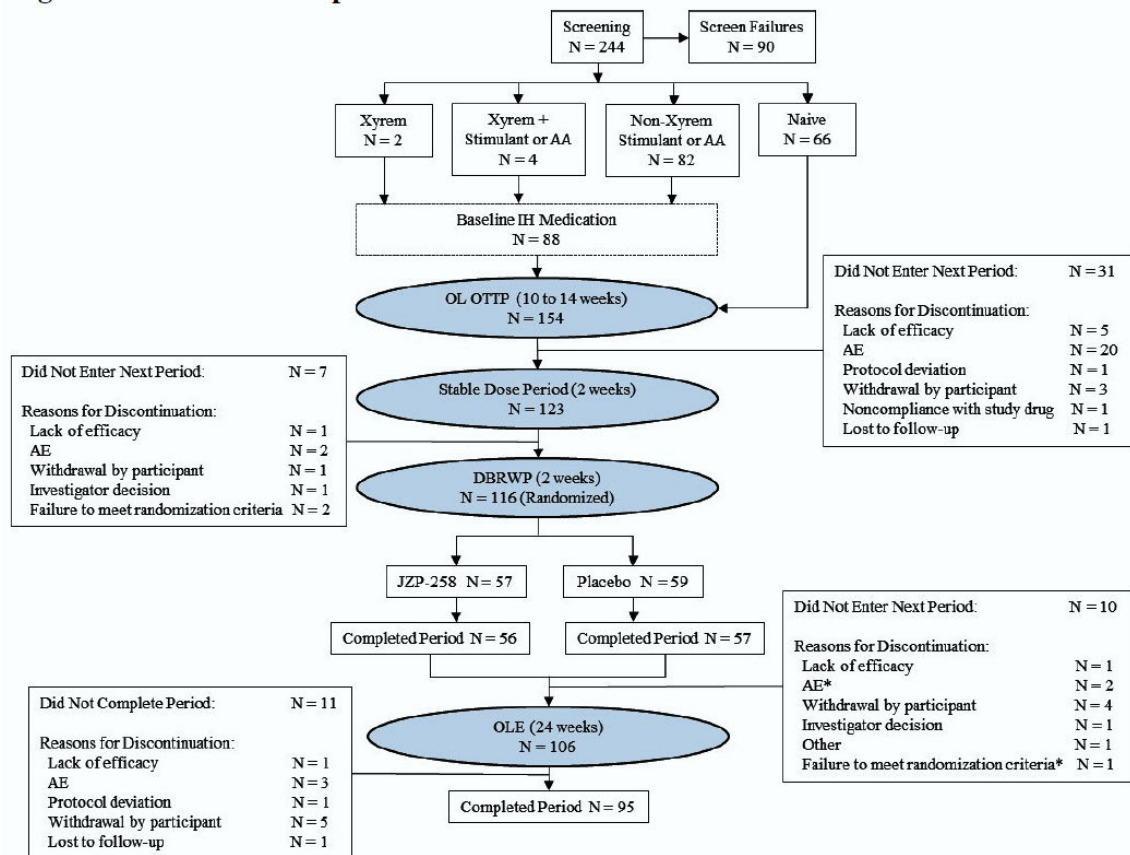 Screening
N = 244
Screen Failures
N = 90
Xyrem
N = 2
Xyrem +
Stimulant or AA
N = 4
Non-Xyrem
Stimulant or AA
N = 82
Naive
N = 66
Baseline IH Medication
N = 88
OL OTTP (10 to 14 weeks)
N = 154
Did Not Enter Next Period: N = 31
Reasons for Discontinuation:
Lack of efficacy N = 5
AE N = 20
Protocol deviation N = 1
Withdrawal by participant N = 3
Noncompliance with study drug N = 1
Lost to follow-up N = 1
Stable Dose Period (2 weeks)
N = 123
Did Not Enter Next Period: N = 7
Reasons for Discontinuation:
Lack of efficacy N = 1
AE N = 2
Withdrawal by participant N = 1
Investigator decision N = 1
Failure to meet randomization criteria N = 2
DBRWP (2 weeks)
N = 116 (Randomized)
JZP-258 N = 57
Placebo N = 59
Completed Period N = 56
Completed Period N = 57
Did Not Enter Next Period: N = 10
Reasons for Discontinuation:
Lack of efficacy N = 1
AE* N = 2
Withdrawal by participant N = 4
Investigator decision N = 1
Other N = 1
Failure to meet randomization criteria* N = 1
OLE (24 weeks)
N = 106
Did Not Complete Period: N = 11
Reasons for Discontinuation:
Lack of efficacy N = 1
AE N = 3
Protocol deviation N = 1
Withdrawal by participant N = 5
Lost to follow-up N = 1
Completed Period N = 95